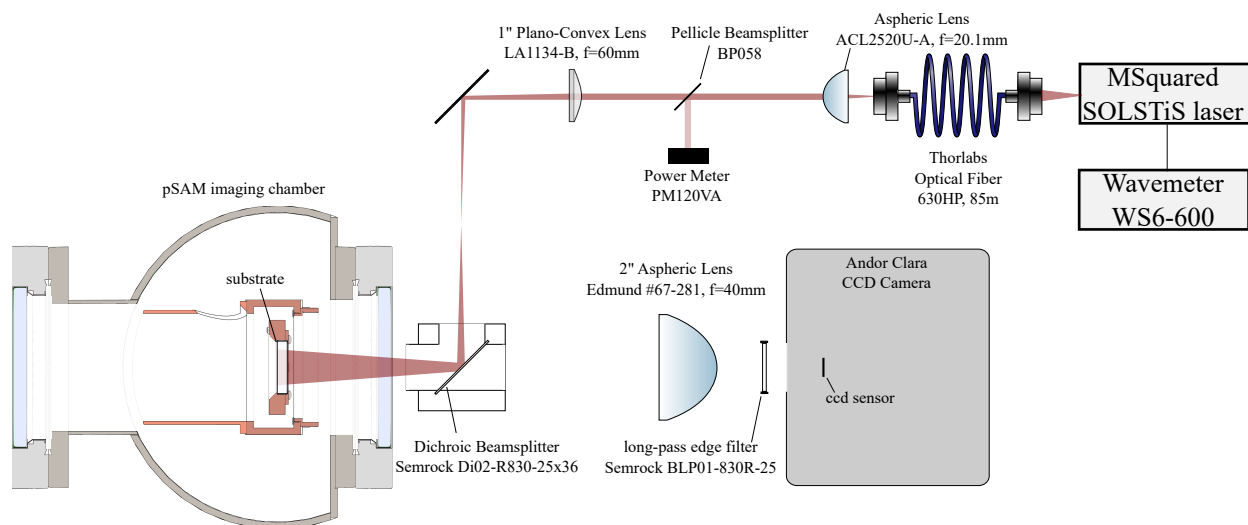 1" Plano-Convex Lens
LA1134-B, f=60mm
Pellicle Beamsplitter
BP058
Aspheric Lens
ACL2520U-A, f=20.1mm
MSquared
SOLSTiS laser
Power Meter
PM120VA
Thorlabs
Optical Fiber
630HP, 85m
Wavemeter
WS6-600
pSAM imaging chamber
substrate
2" Aspheric Lens
Edmund #67-281, f=40mm
Andor Clara
CCD Camera
ccd sensor
Dichroic Beamsplitter
Semrock Di02-R830-25x36
long-pass edge filter
Semrock BLP01-830R-25